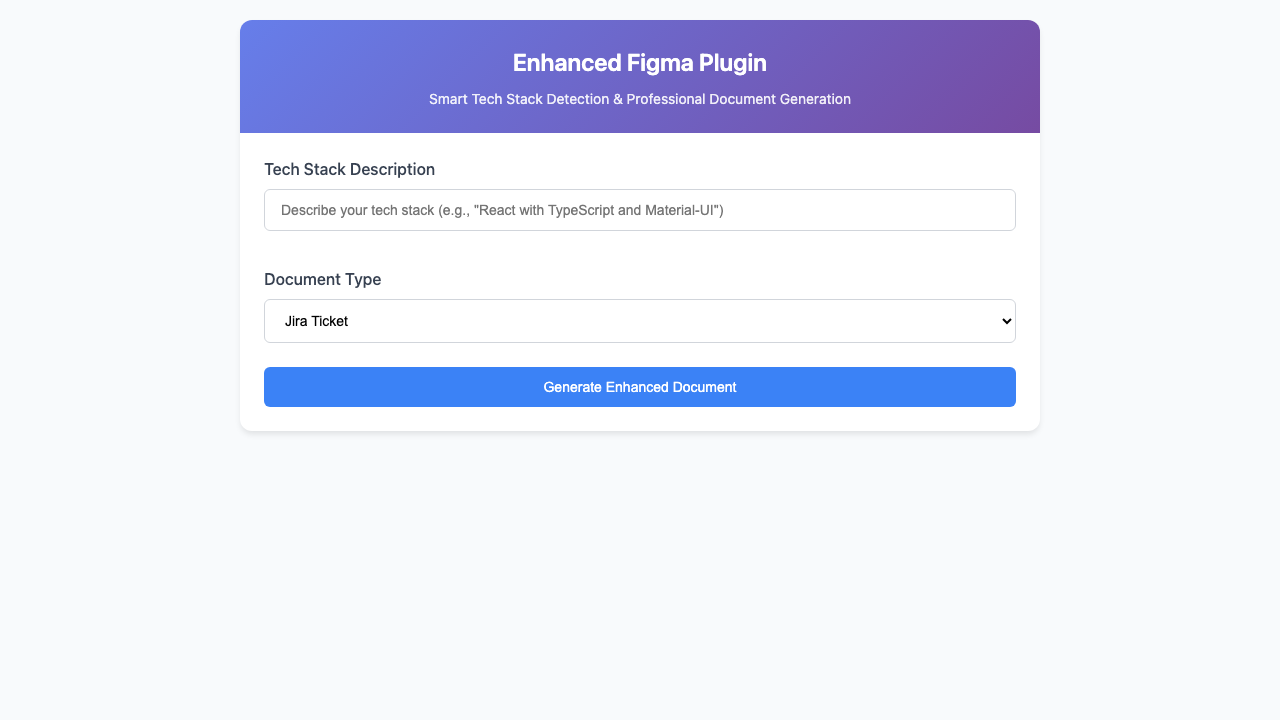 Enhanced Figma Plugin
Smart Tech Stack Detection & Professional Document Generation
Tech Stack Description
Describe your tech stack (e.g., "React with TypeScript and Material-UI")
Document Type
Jira Ticket
Generate Enhanced Document